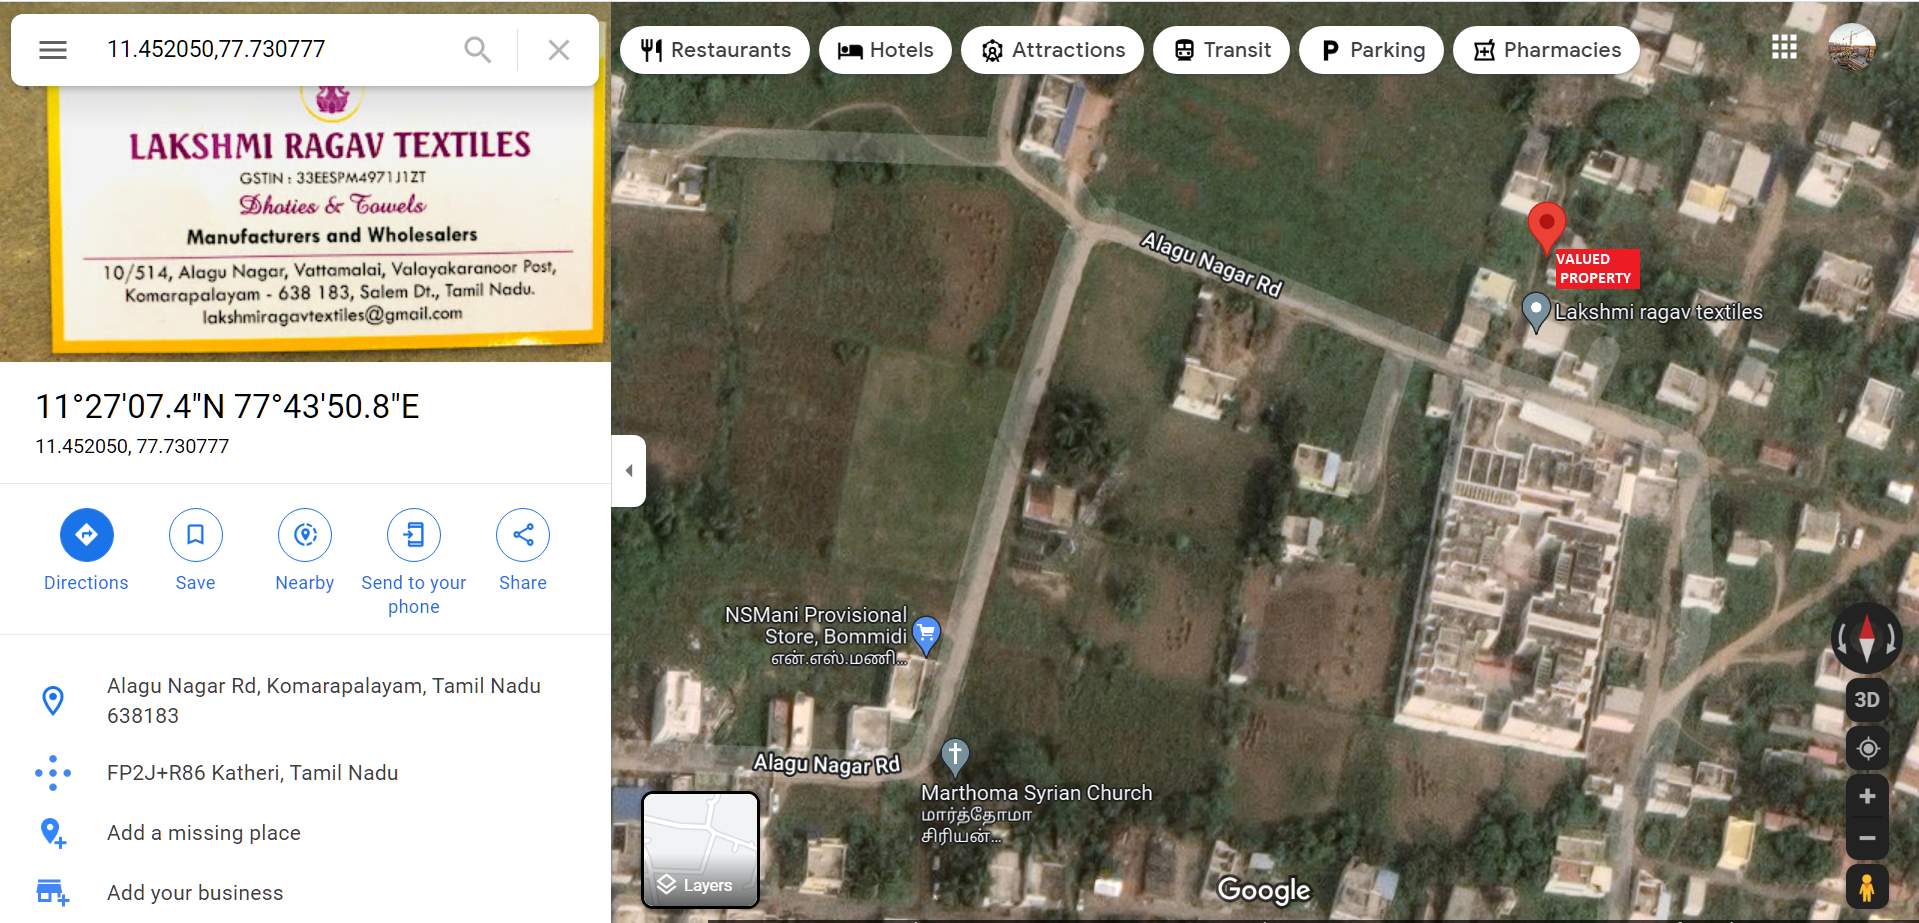 11.452050,77.730777
LAKSHMI RAGAV TEXTILES
GSTIN : 33EESPM4971J1ZT
Dhoties & Towels
Manufacturers and Wholesalers
10/514, Alagu Nagar, Vattamalai, Valayakaranoor Post,
Komarapalayam - 638 183, Salem Dt., Tamil Nadu.
lakshmiragavtextiles@gmail.com
11°27'07.4"N 77°43'50.8"E
11.452050, 77.730777
Directions
Save
Nearby
Send to your
phone
Share
Alagu Nagar Rd, Komarapalayam, Tamil Nadu
638183
FP2J+R86 Katheri, Tamil Nadu
Add a missing place
Add your business
Restaurants
Hotels
Attractions
Transit
Parking
Pharmacies
Alagu Nagar Rd
VALUED
PROPERTY
Lakshmi ragav textiles
NSMani Provisional
Store, Bommidi
என்.எஸ்.மணி...
Alagu Nagar Rd
Marthoma Syrian Church
மார்த்தோமா
சிரியன்...
Layers
Google
3D